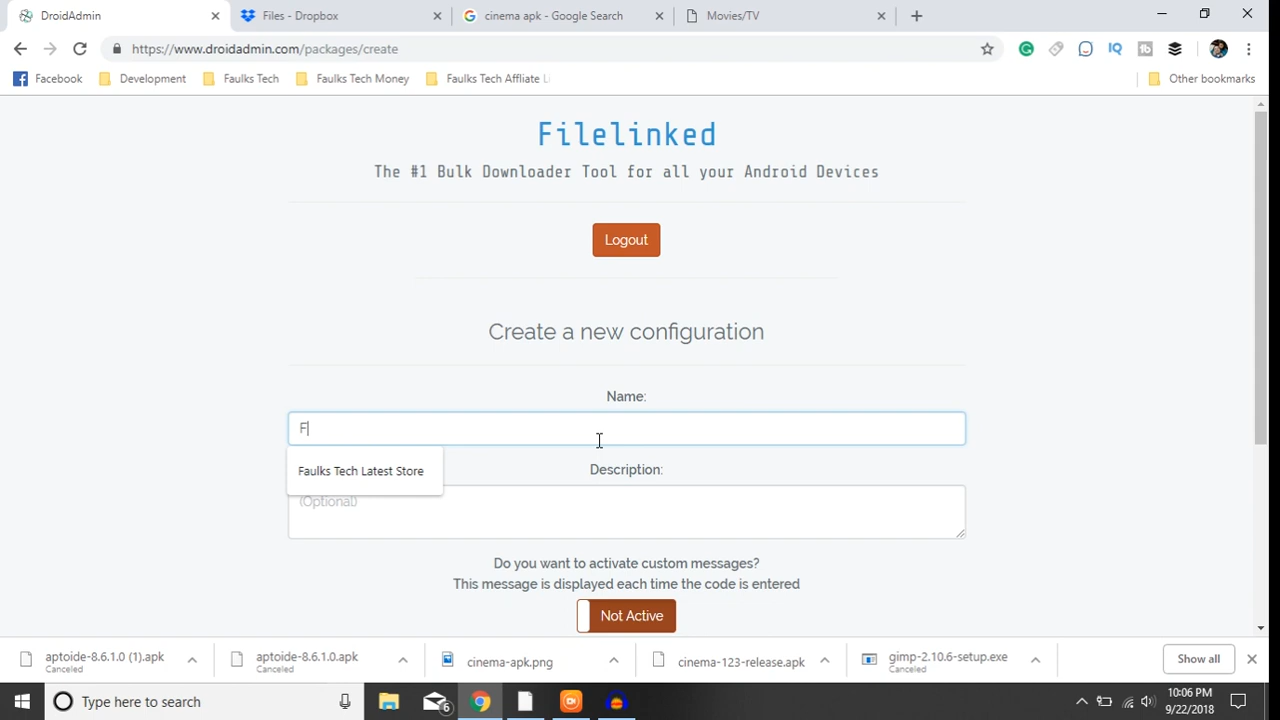 DroidAdmin
Files - Dropbox
cinema apk - Google Search
Movies/TV
https://www.droidadmin.com/packages/create
Facebook
Development
Faulks Tech
Faulks Tech Money
Faulks Tech Affliate Li
Other bookmarks
Filelinked
The #1 Bulk Downloader Tool for all your Android Devices
Logout
Create a new configuration
Name:
F
Faulks Tech Latest Store
Description:
(Optional)
Do you want to activate custom messages?
This message is displayed each time the code is entered
Not Active
aptoide-8.6.1.0 (1).apk
Canceled
aptoide-8.6.1.0.apk
Canceled
cinema-apk.png
cinema-123-release.apk
gimp-2.10.6-setup.exe
Canceled
Show all
Type here to search
6
10:06 PM
9/22/2018